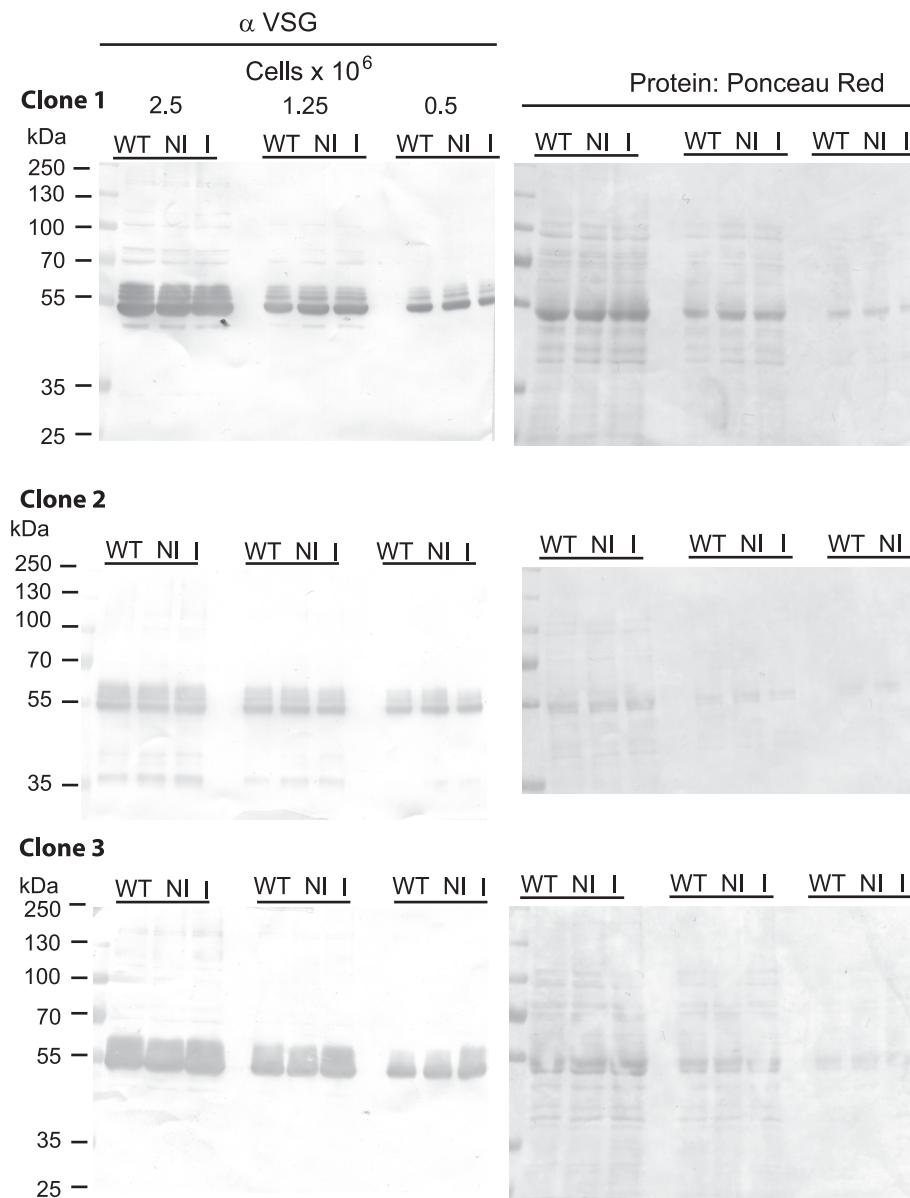 α VSG
Cells x 10⁶
Protein: Ponceau Red
Clone 1 2.5 1.25 0.5
kDa WT NI I WT NI I WT NI I WT NI I WT NI I WT NI I
250
130
100
70
55
35
25
Clone 2
kDa WT NI I WT NI I WT NI I WT NI I WT NI I WT NI
250
130
100
70
55
35
Clone 3
kDa WT NI I WT NI I WT NI I WT NI I WT NI I WT NI I
250
130
100
70
55
35
25